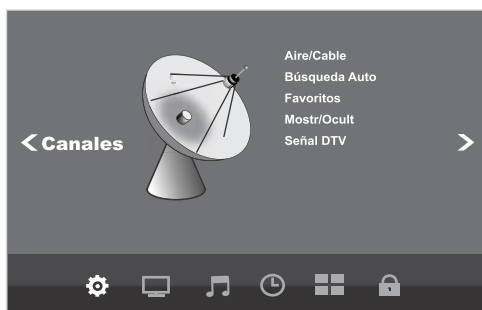 Canales
Aire/Cable
Búsqueda Auto
Favoritos
Mostr/Ocult
Señal DTV